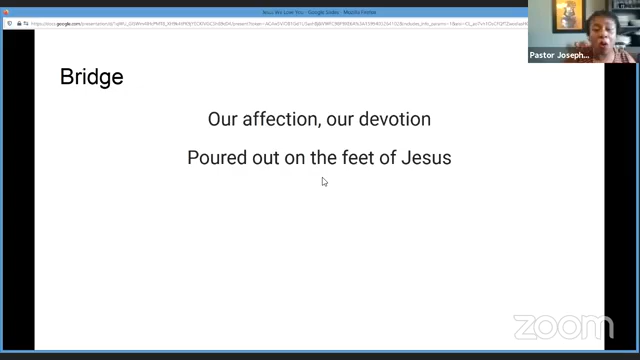 Jesus We Love You - Google Slides - Mozilla Firefox
Pastor Joseph...
Bridge
Our affection, our devotion
Poured out on the feet of Jesus
zoom